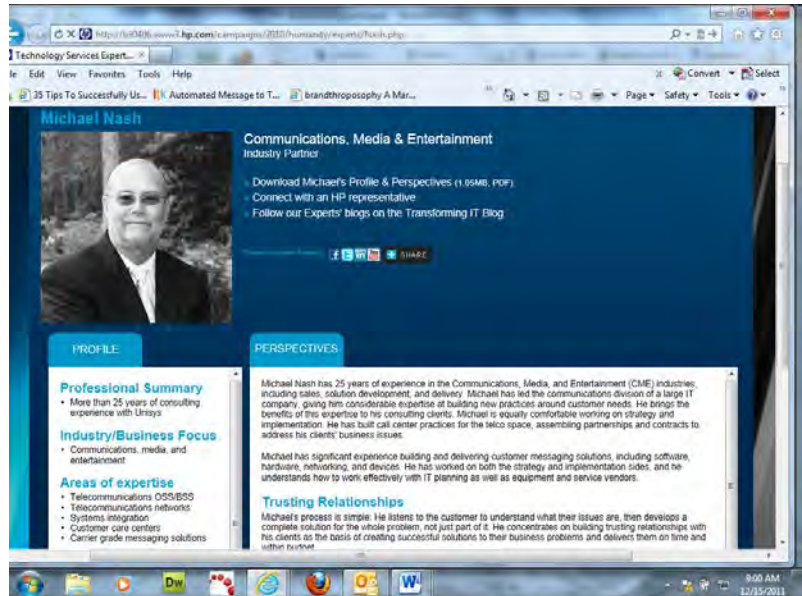 http://h30406.www3.hp.com/campaigns/2010/humanity/experts/
Technology Services Expert...
Edit View Favorites Tools Help
Convert Select
35 Tips To Successfully Us... Automated Message to T... brandthroposophy A Mar...
Page Safety Tools
Michael Nash
Communications, Media & Entertainment
Industry Partner
Download Michael's Profile & Perspectives (1.95MB, PDF)
Connect with an HP representative
Follow our Experts' blogs on the Transforming IT Blog
SHARE
PROFILE
Professional Summary
• More than 25 years of consulting
experience with Unisys
Industry/Business Focus
• Communications, media, and
entertainment
Areas of expertise
• Telecommunications OSS/BSS
• Telecommunications networks
• Systems integration
• Customer care centers
• Carrier grade messaging solutions
PERSPECTIVES
Michael Nash has 25 years of experience in the Communications, Media, and Entertainment (CME) industries,
including sales, solution development, and delivery. Michael has led the communications division of a large IT
company, giving him considerable expertise at building new practices around customer needs. He brings the
benefits of this expertise to his consulting clients. Michael is equally comfortable working on strategy and
implementation. He has built call center practices for the telco space, assembling partnerships and contracts to
address his clients' business issues.
Michael has significant experience building and delivering customer messaging solutions, including software,
hardware, networking, and devices. He has worked on both the strategy and implementation sides, and he
understands how to work effectively with IT planning as well as equipment and service vendors.
Trusting Relationships
Michael's process is simple. He listens to the customer to understand what their issues are, then develops a
complete solution for the whole problem, not just part of it. He concentrates on building trusting relationships with
his clients as the basis of creating successful solutions to their business problems and delivers them on time and
within budget
Dw
9:00 AM
12/15/2011